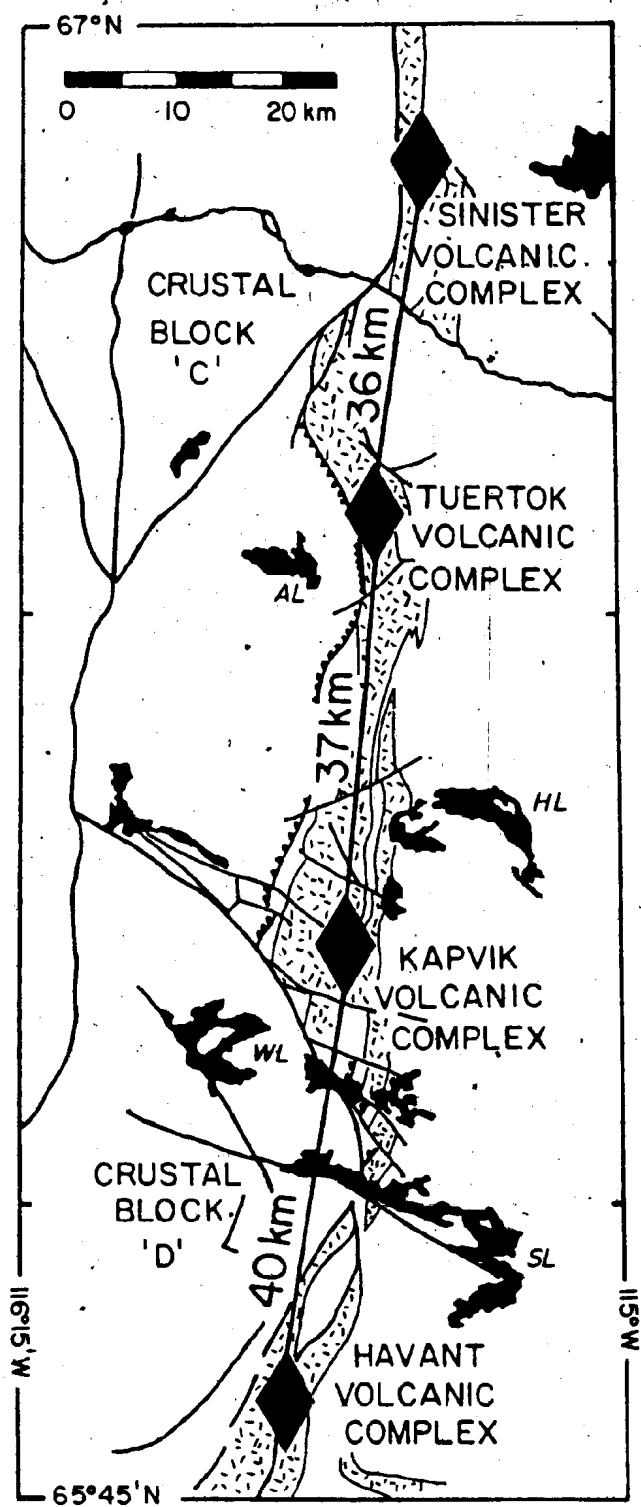 67°N
0 10 20 km
SINISTER
VOLCANIC.
COMPLEX
CRUSTAL
BLOCK
'C'
36 km
TUERTOK
VOLCANIC
COMPLEX
AL
37 km
HL
KAPVIK
VOLCANIC
COMPLEX
WL
CRUSTAL
BLOCK.
'D'
40 km
SL
116°15'W
115°W
HAVANT
VOLCANIC
COMPLEX
65°45'N